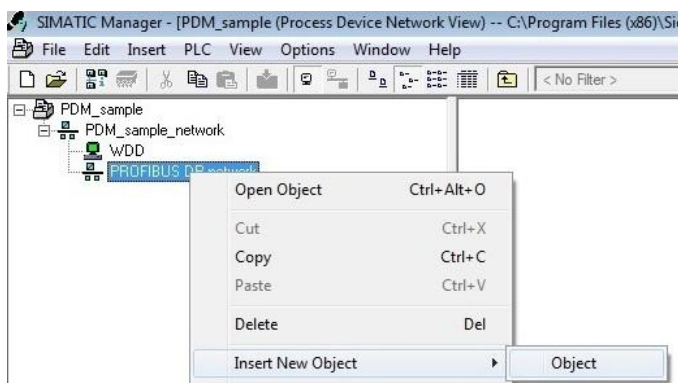 SIMATIC Manager - [PDM_sample (Process Device Network View) -- C:\Program Files (x86)\Sie
File Edit Insert PLC View Options Window Help
< No Filter >
PDM_sample
PDM_sample_network
WDD
PROFIBUS DP network
Open Object Ctrl+Alt+O
Cut Ctrl+X
Copy Ctrl+C
Paste Ctrl+V
Delete Del
Insert New Object Object